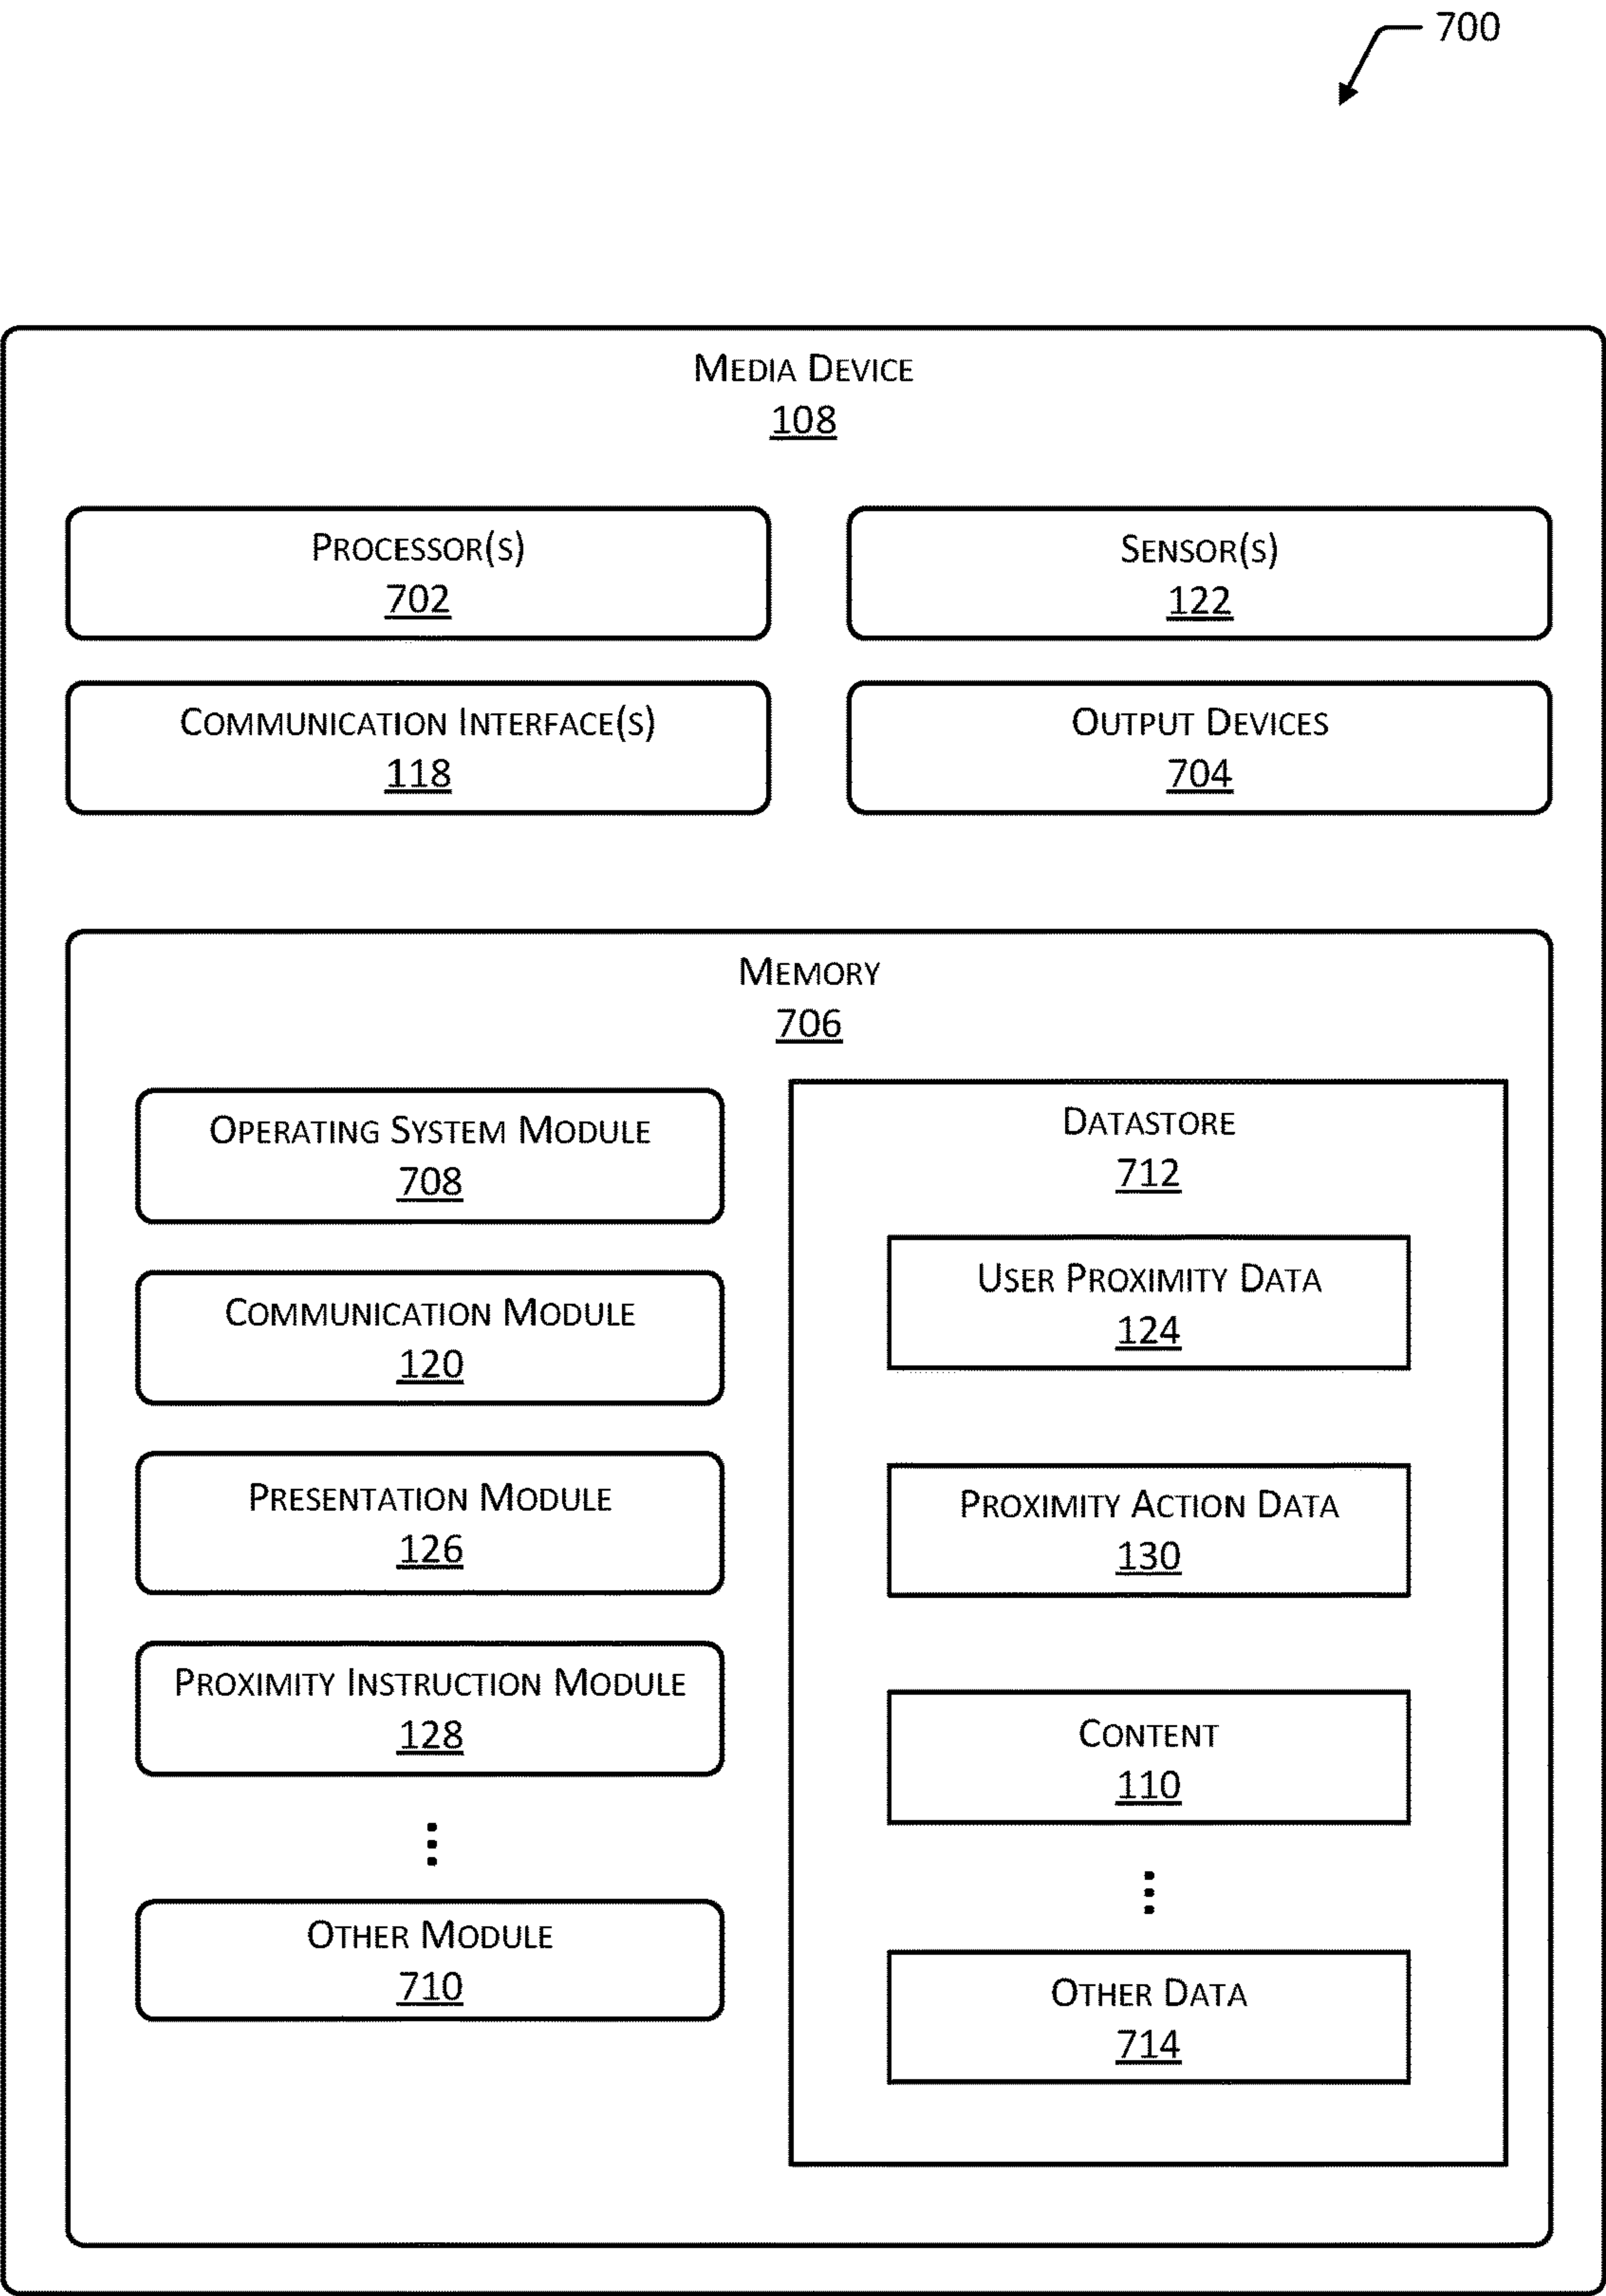 700
MEDIA DEVICE
108
PROCESSOR(S)
702
SENSOR(S)
122
COMMUNICATION INTERFACE(S)
118
OUTPUT DEVICES
704
MEMORY
706
OPERATING SYSTEM MODULE
708
COMMUNICATION MODULE
120
PRESENTATION MODULE
126
PROXIMITY INSTRUCTION MODULE
128
OTHER MODULE
710
DATASTORE
712
USER PROXIMITY DATA
124
PROXIMITY ACTION DATA
130
CONTENT
110
OTHER DATA
714